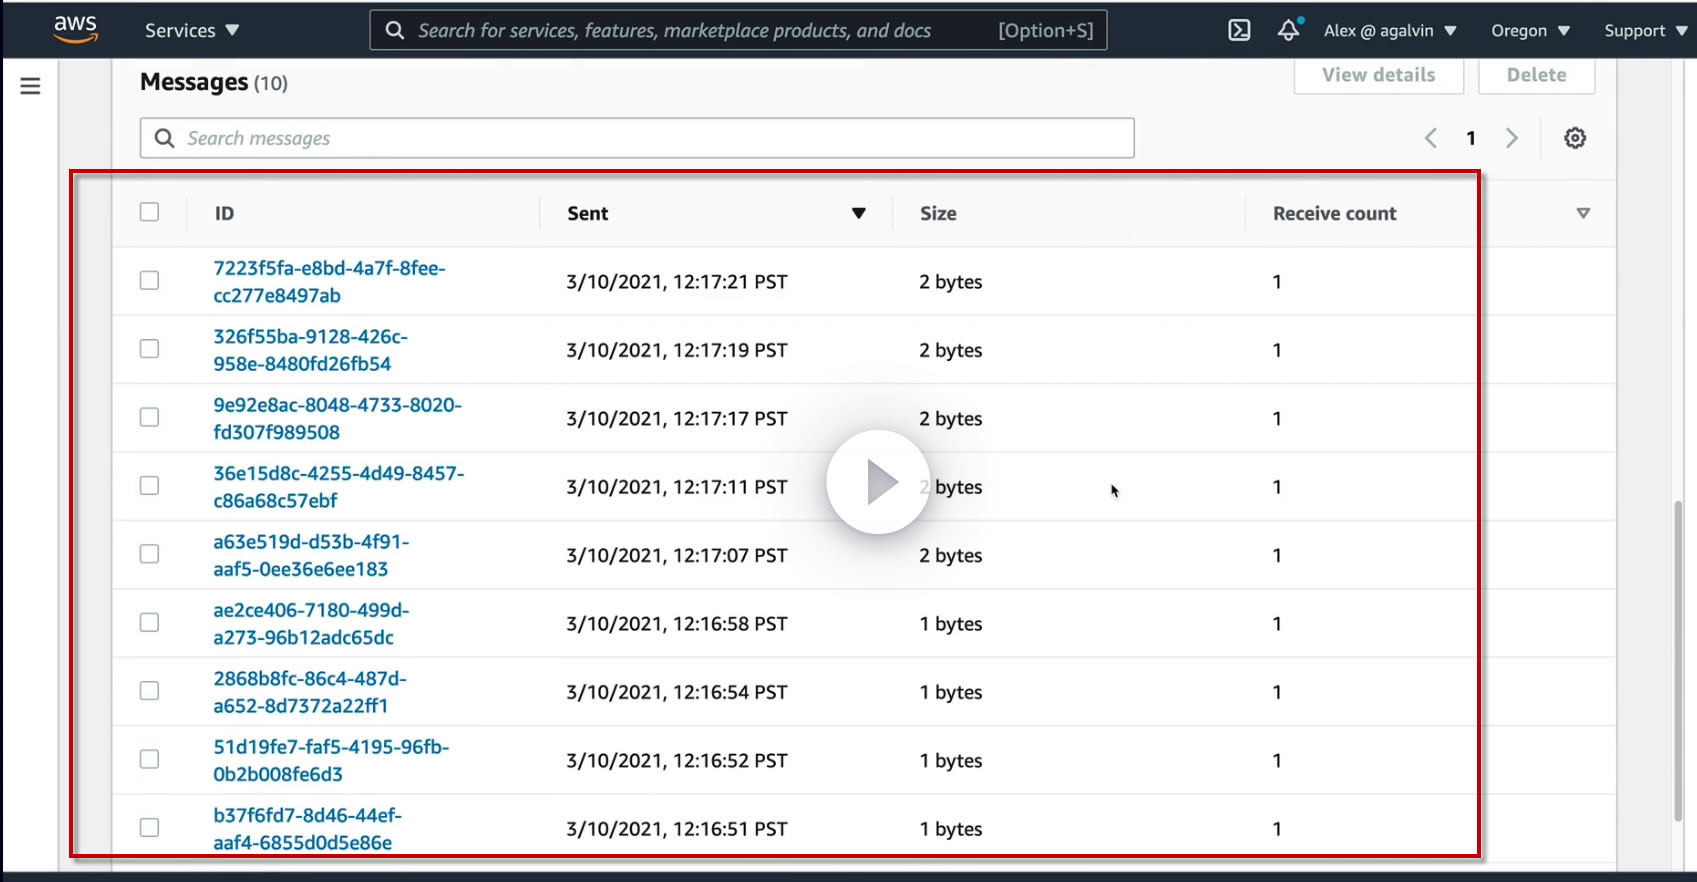 aws Services Search for services, features, marketplace products, and docs [Option+S] Alex @ agalvin Oregon Support
Messages (10) View details Delete
Search messages 1
ID Sent Size Receive count
7223f5fa-e8bd-4a7f-8fee-
cc277e8497ab
3/10/2021, 12:17:21 PST 2 bytes 1
326f55ba-9128-426c-
958e-8480fd26fb54
3/10/2021, 12:17:19 PST 2 bytes 1
9e92e8ac-8048-4733-8020-
fd307f989508
3/10/2021, 12:17:17 PST 2 bytes 1
36e15d8c-4255-4d49-8457-
c86a68c57ebf
3/10/2021, 12:17:11 PST 2 bytes 1
a63e519d-d53b-4f91-
aaf5-0ee36e6ee183
3/10/2021, 12:17:07 PST 2 bytes 1
ae2ce406-7180-499d-
a273-96b12adc65dc
3/10/2021, 12:16:58 PST 1 bytes 1
2868b8fc-86c4-487d-
a652-8d7372a22ff1
3/10/2021, 12:16:54 PST 1 bytes 1
51d19fe7-faf5-4195-96fb-
0b2b008fe6d3
3/10/2021, 12:16:52 PST 1 bytes 1
b37f6fd7-8d46-44ef-
aaf4-6855d0d5e86e
3/10/2021, 12:16:51 PST 1 bytes 1